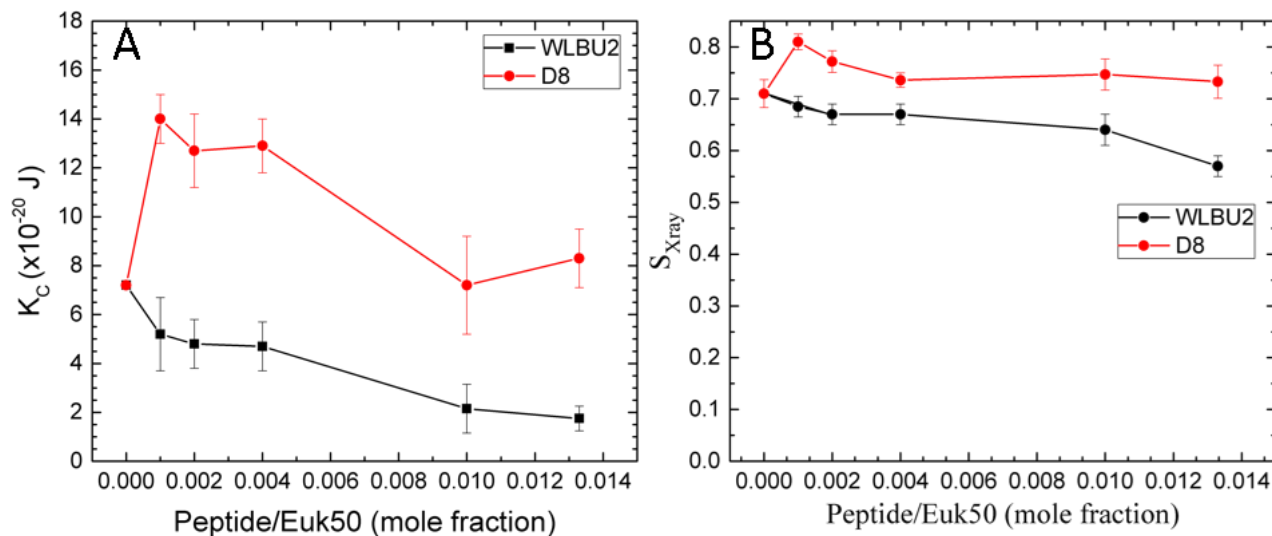 A
WLBU2
D8
K_C (x10^-20 J)
18
16
14
12
10
8
6
4
2
0
0.000 0.002 0.004 0.006 0.008 0.010 0.012 0.014
Peptide/Euk50 (mole fraction)
B
WLBU2
D8
S_Xray
0.8
0.7
0.6
0.5
0.4
0.3
0.2
0.1
0.0
0.000 0.002 0.004 0.006 0.008 0.010 0.012 0.014
Peptide/Euk50 (mole fraction)